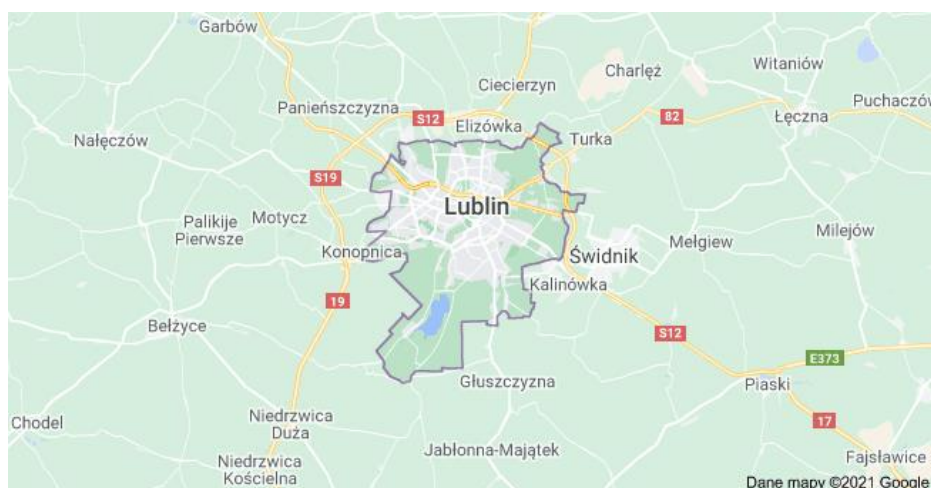 Garbów
Charlęż
Witaniów
Ciecierzyn
Puchaczów
Panieńszczyzna
S12
Elizówka
82
Łęczna
Nałęczów
Turka
S19
Lublin
Palikije
Pierwsze
Motycz
Milejów
Mełgiew
Konopnica
Świdnik
Kalinówka
19
Bełżyce
S12
E373
Głuszczyzna
Piaski
Chodel
Niedrzwica
Duża
17
Jabłonna-Majątek
Fajsławice
Niedrzwica
Kościelna
Dane mapy ©2021 Google